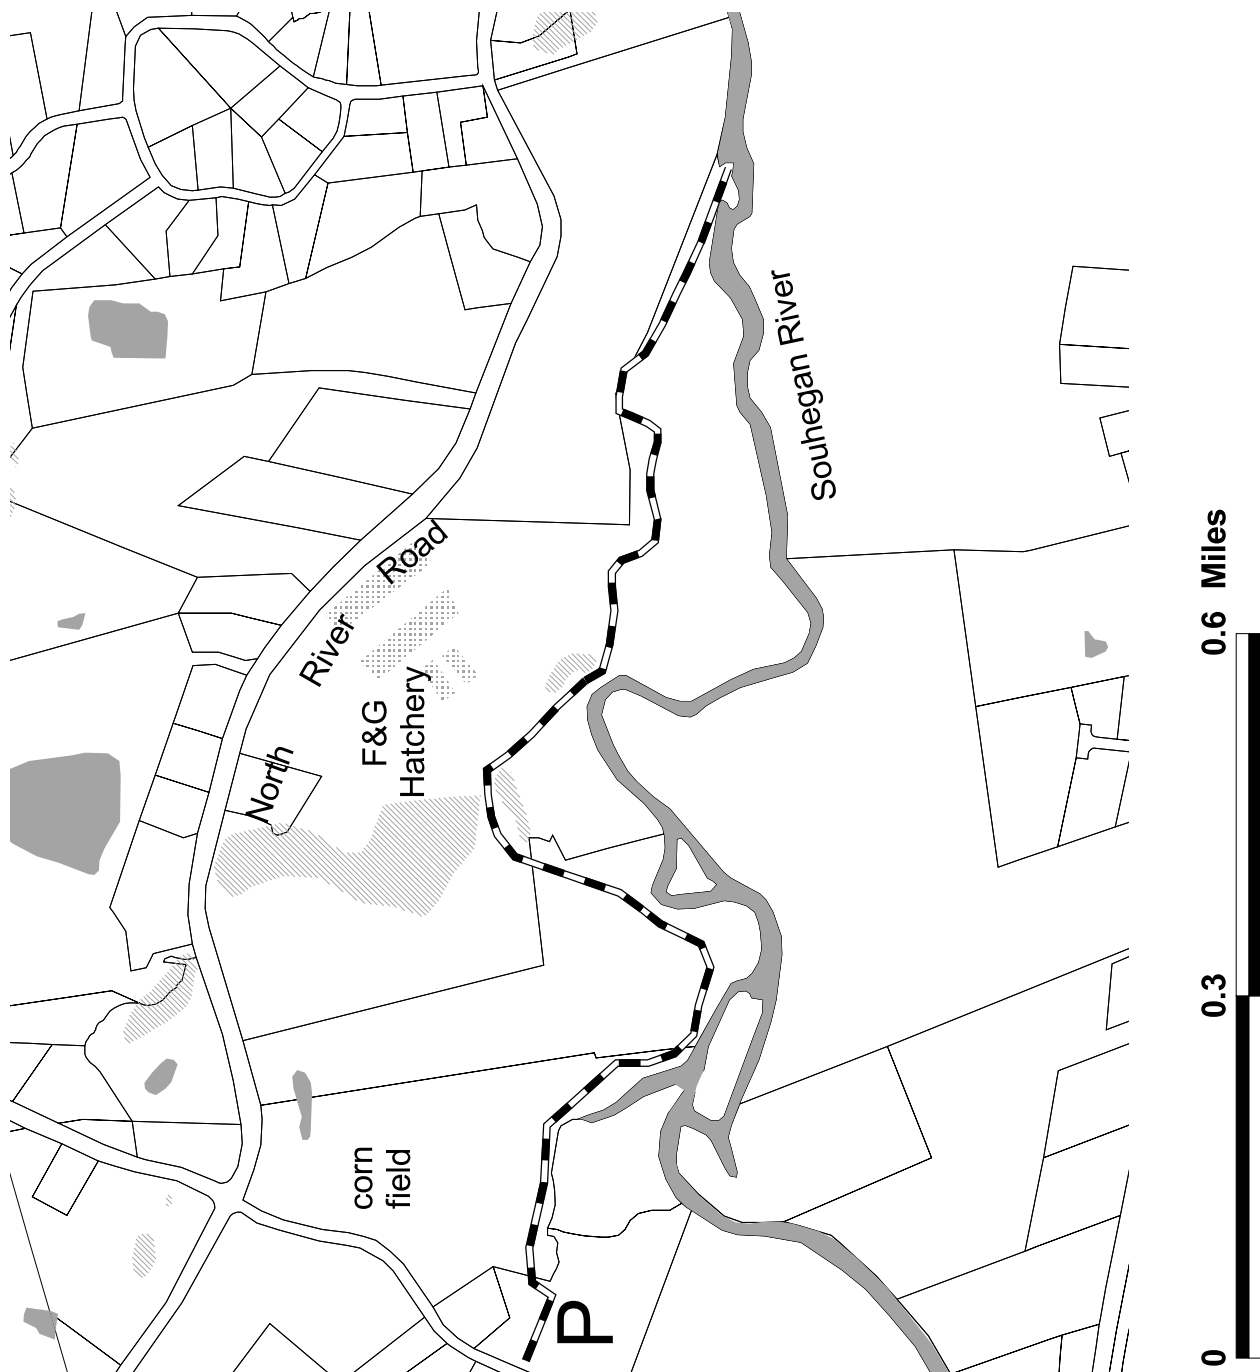 North River Road
F&G
Hatchery
corn
field
P
Souhegan River
0
0.3
0.6 Miles